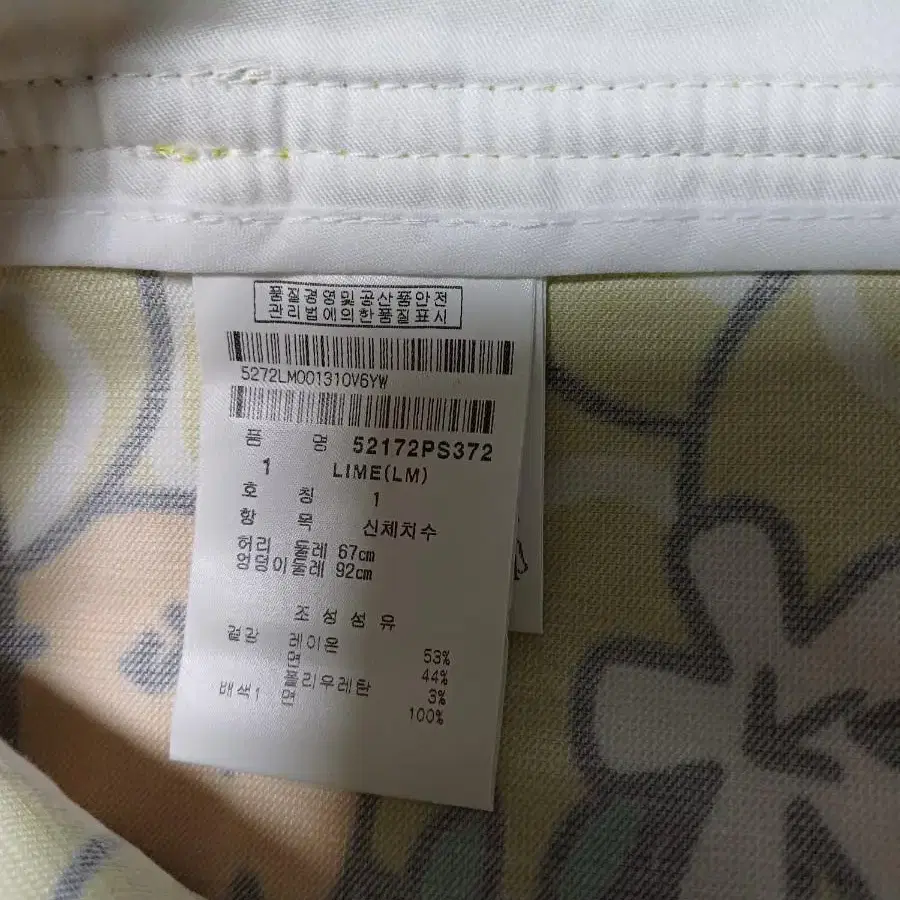 품질경영및공산품안전
관리법에의한품질표시
5272LM001310V6YW
품 명 52172PS372
1 LIME(LM)
호 칭 1
항 목 신체치수
허리 둘레 67cm
엉덩이둘레 92cm
조 성 섬 유
겉감 레이온 53%
면 44%
폴리우레탄 3%
배색1 면 100%